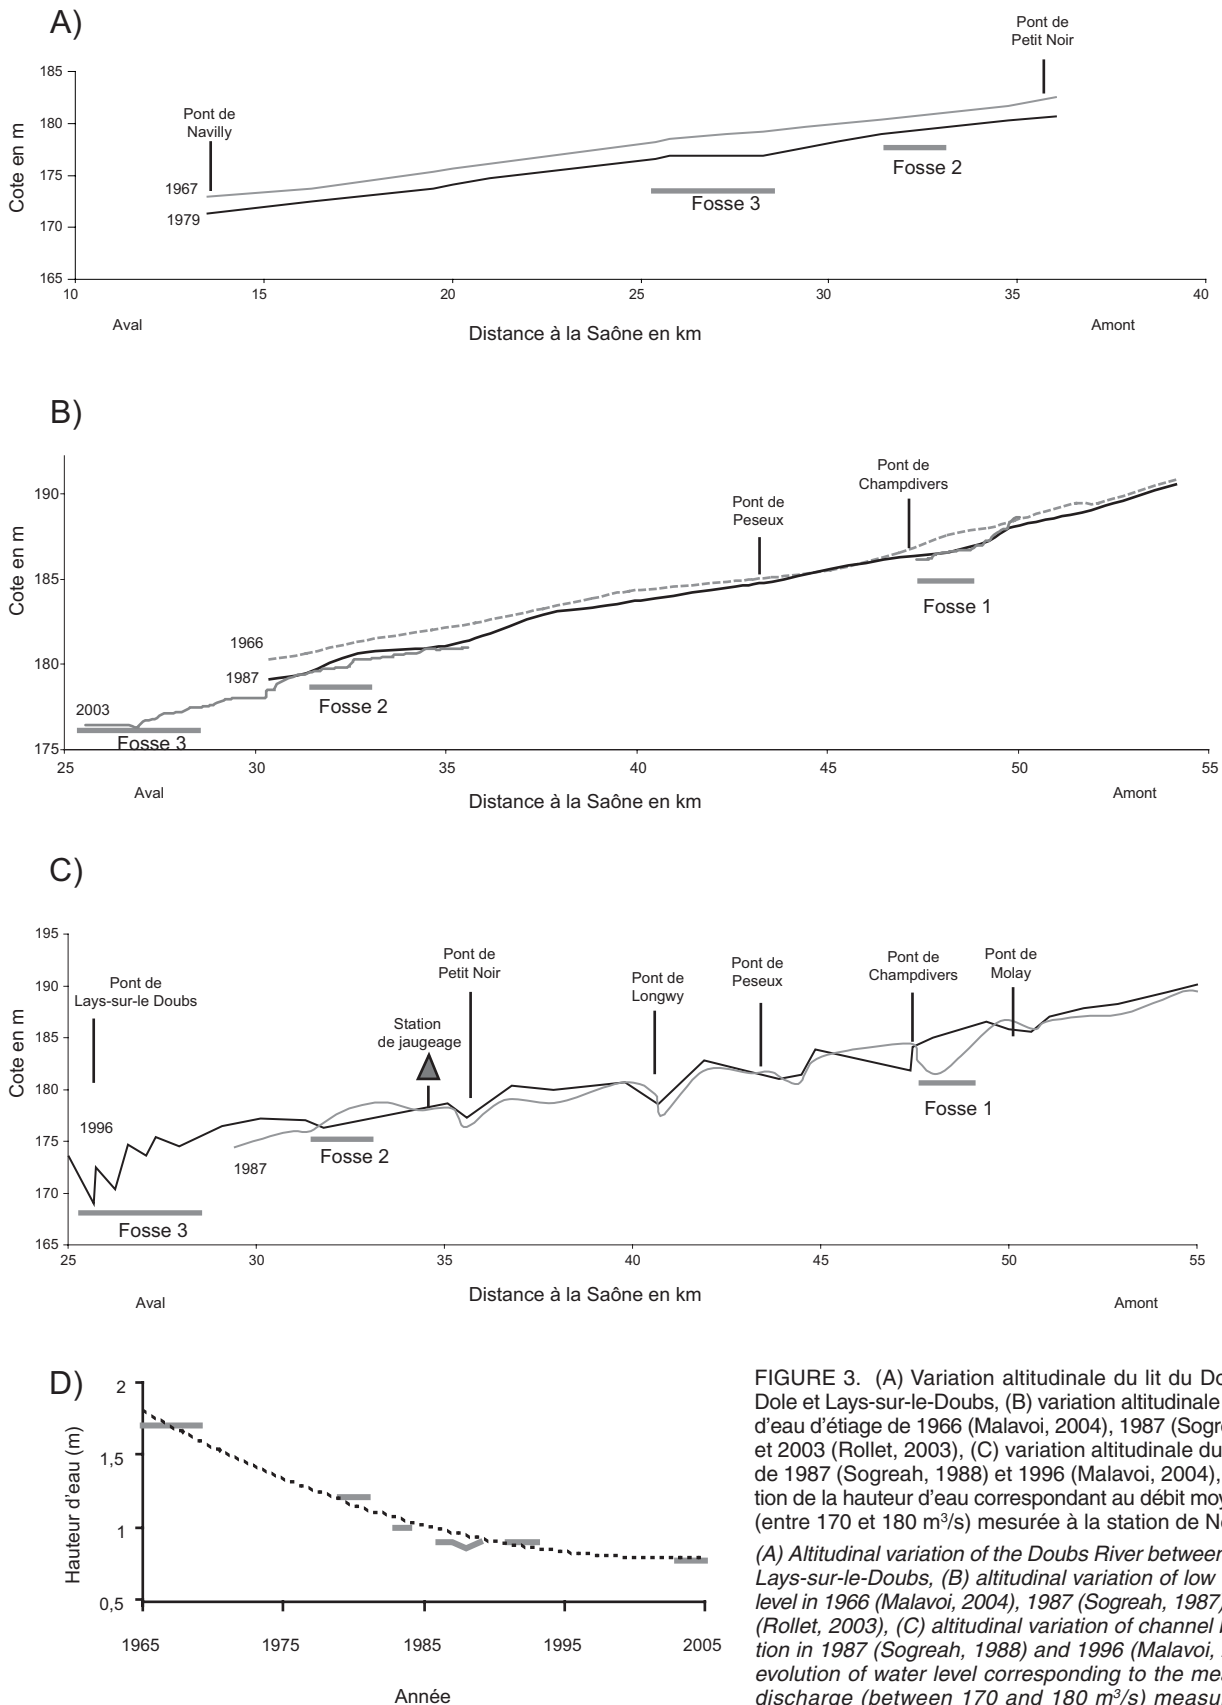 A)
Pont de
Petit Noir
185
Pont de
Navilly
180
Fosse 2
175
1967
Fosse 3
1979
170
Cote en m
165
10
15
20
25
30
35
40
Aval
Distance à la Saône en km
Amont
B)
Pont de
Champdivers
190
Pont de
Peseux
185
Fosse 1
Cote en m
1966
180
1987
Fosse 2
2003
Fosse 3
175
25
30
35
40
45
50
55
Aval
Distance à la Saône en km
Amont
C)
195
Pont de
Lays-sur-le Doubs
Pont de
Petit Noir
Pont de
Longwy
Pont de
Peseux
Pont de
Champdivers
Pont de
Molay
190
Station
de jaugeage
185
Cote en m
180
Fosse 1
1996
175
1987
Fosse 2
170
Fosse 3
165
25
30
35
40
45
50
55
Aval
Distance à la Saône en km
Amont
D)
2
1,5
1
0,5
Hauteur d'eau (m)
1965
1975
1985
1995
2005
Année
FIGURE 3. (A) Variation altitudinale du lit du Do
Dole et Lays-sur-le-Doubs, (B) variation altitudinale
d'eau d'étiage de 1966 (Malavoi, 2004), 1987 (Sogre
et 2003 (Rollet, 2003), (C) variation altitudinale du
de 1987 (Sogreah, 1988) et 1996 (Malavoi, 2004),
tion de la hauteur d'eau correspondant au débit moy
(entre 170 et 180 m³/s) mesurée à la station de Ne
(A) Altitudinal variation of the Doubs River between
Lays-sur-le-Doubs, (B) altitudinal variation of low
level in 1966 (Malavoi, 2004), 1987 (Sogreah, 1987)
(Rollet, 2003), (C) altitudinal variation of channel
tion in 1987 (Sogreah, 1988) and 1996 (Malavoi,
evolution of water level corresponding to the mea
discharge (between 170 and 180 m³/s) measu